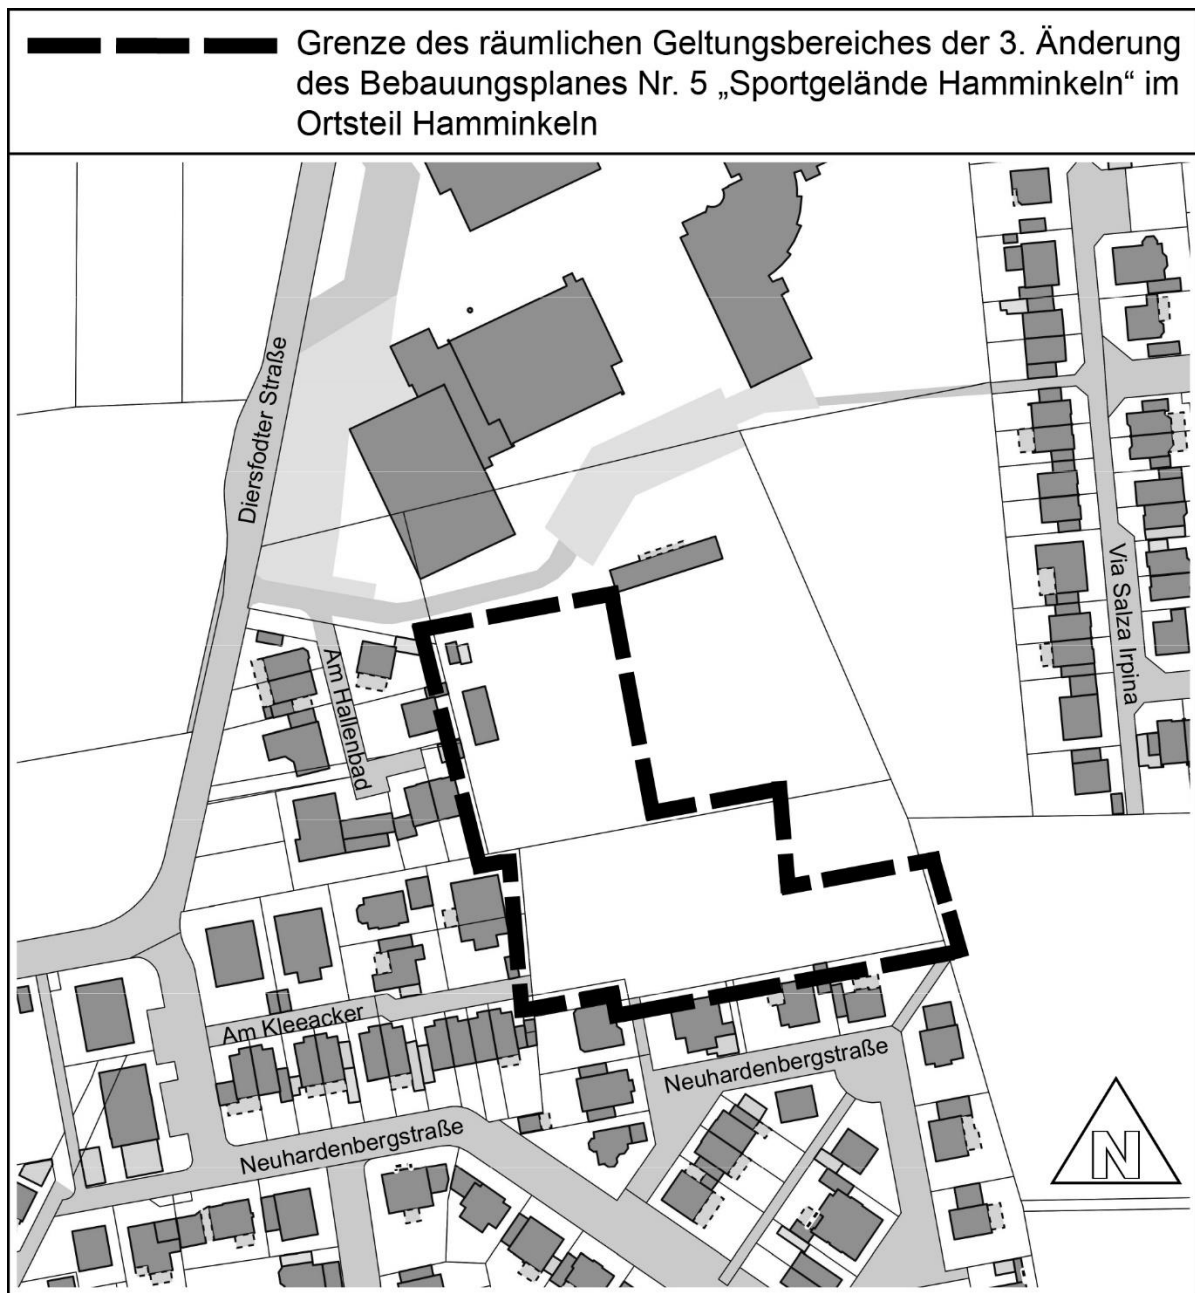 Grenze des räumlichen Geltungsbereiches der 3. Änderung
des Bebauungsplanes Nr. 5 „Sportgelände Hamminkeln“ im
Ortsteil Hamminkeln
Diersfodter Straße
Via Salza Irpina
Am Hallenbad
Am Kleeacker
Neuhardenbergstraße
Neuhardenbergstraße
N